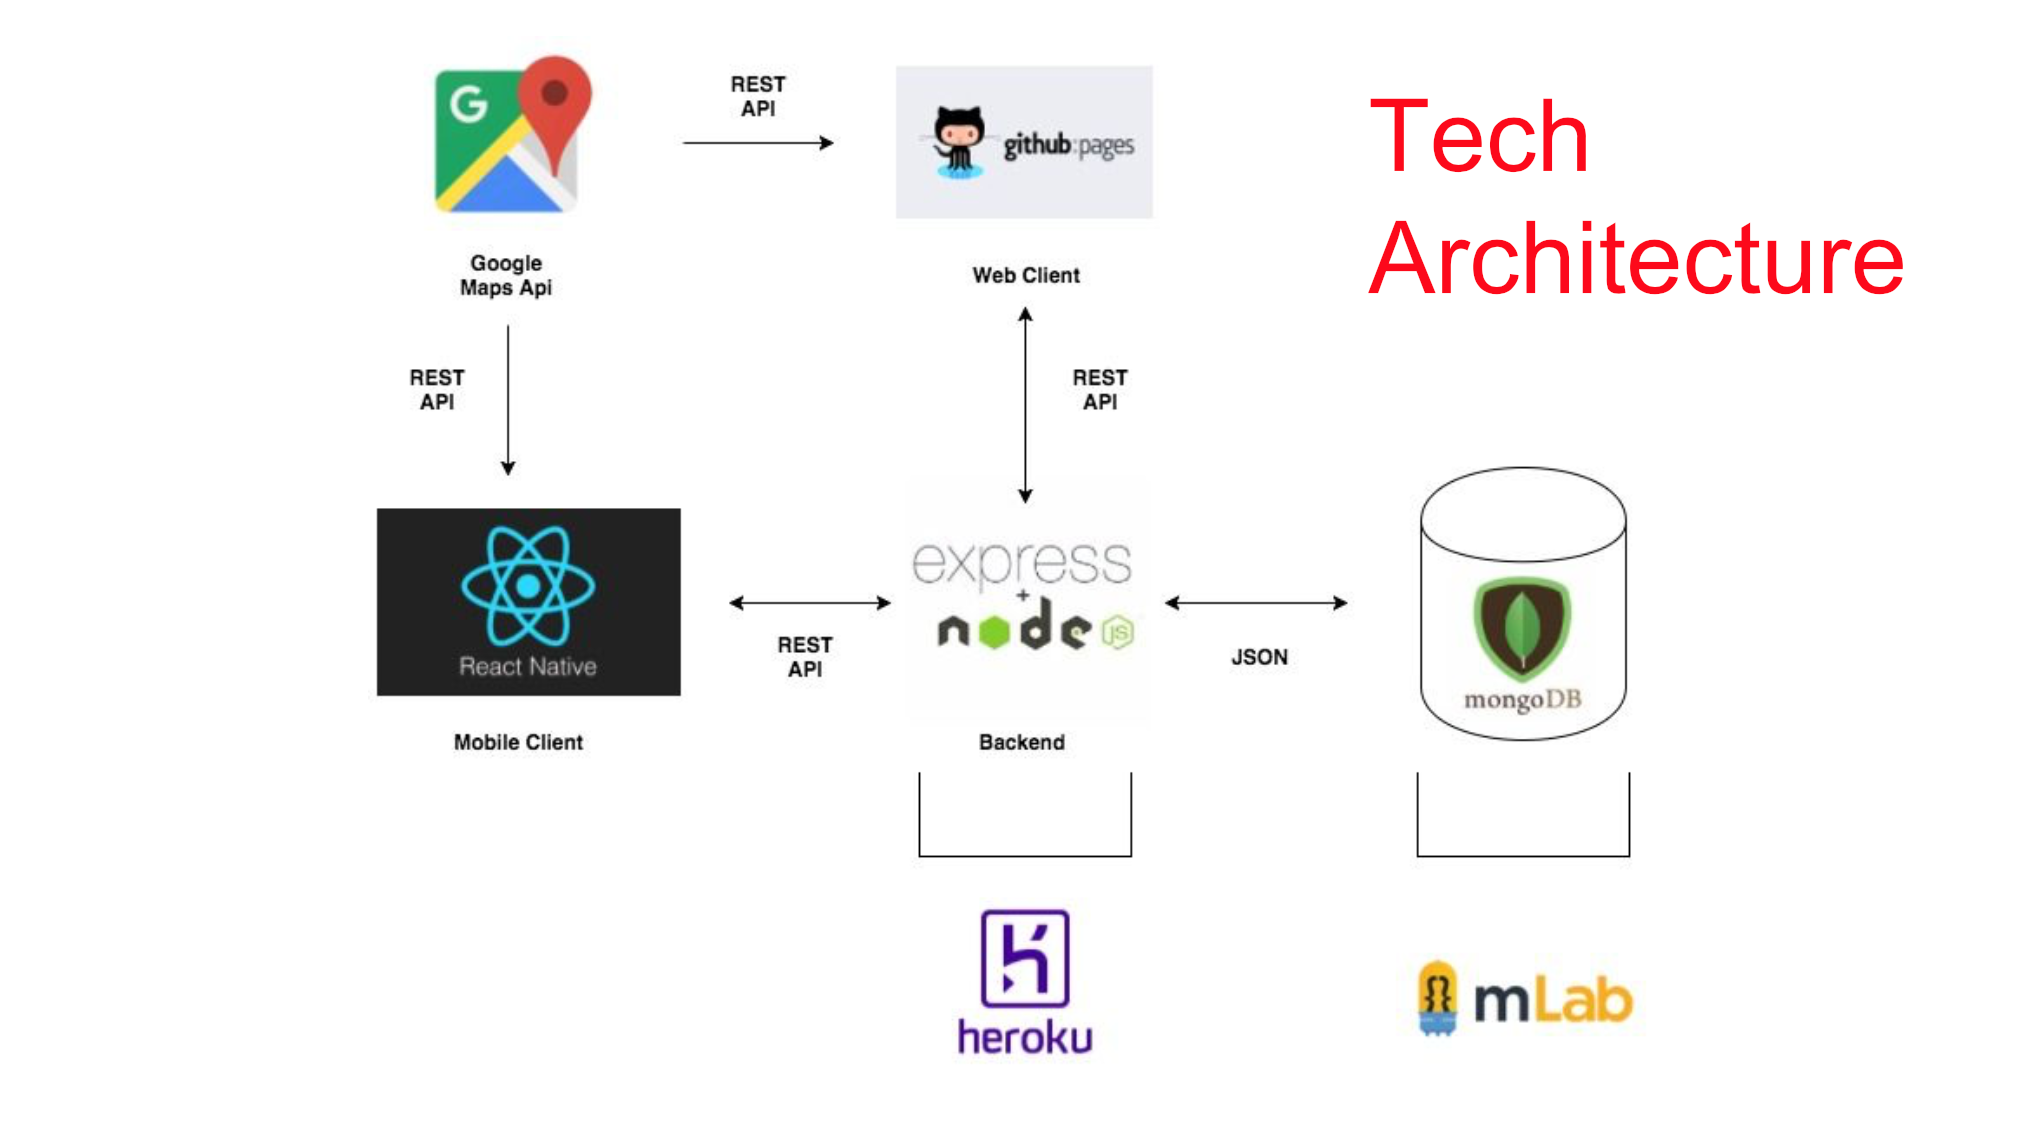 G
REST
API
github:pages
Tech
Architecture
Google
Maps Api
Web Client
REST
API
REST
API
express
+
node JS
React Native
REST
API
JSON
mongoDB
Mobile Client
Backend
heroku
mLab